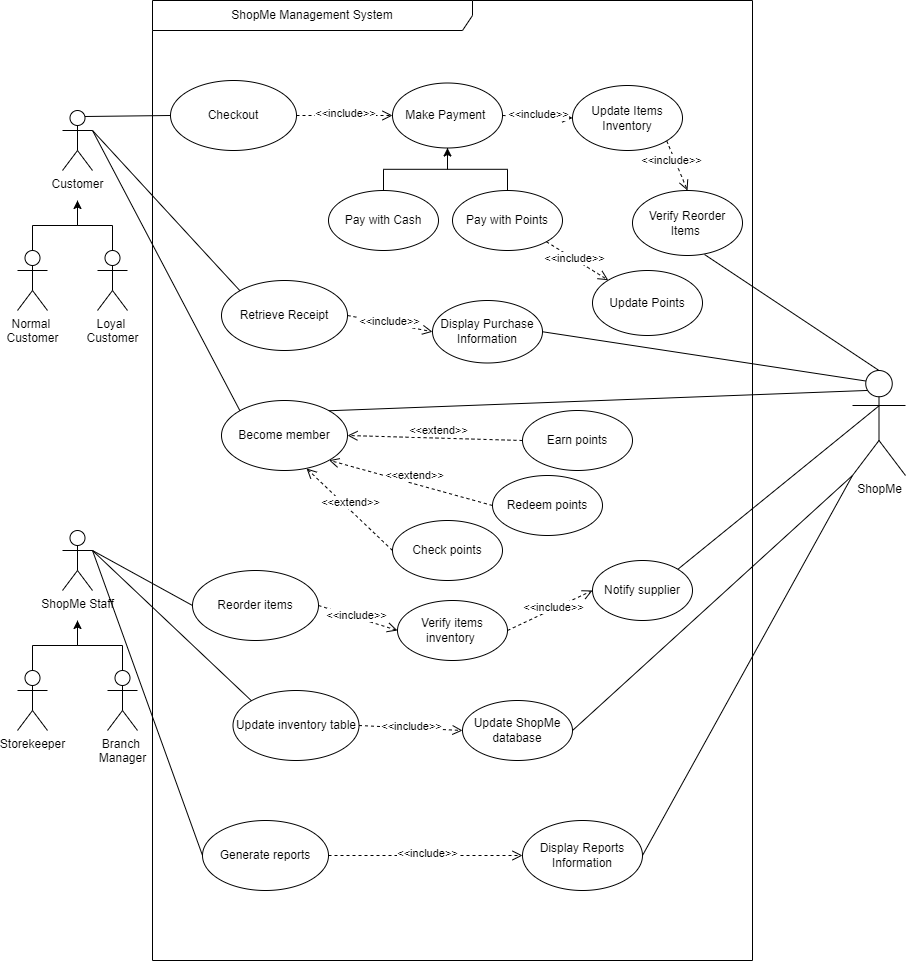 ShopMe Management System
Checkout
<<include>>
Make Payment
<<include>>
Update Items
Inventory
<<include>>
Customer
Pay with Cash
Pay with Points
Verify Reorder
Items
<<include>>
Update Points
Normal
Customer
Loyal
Customer
Retrieve Receipt
<<include>>
Display Purchase
Information
Become member
<<extend>>
Earn points
<<extend>>
Redeem points
<<extend>>
Check points
ShopMe
ShopMe Staff
Reorder items
<<include>>
Verify items
inventory
<<include>>
Notify supplier
Storekeeper
Branch
Manager
Update inventory table
<<include>>
Update ShopMe
database
Generate reports
<<include>>
Display Reports
Information